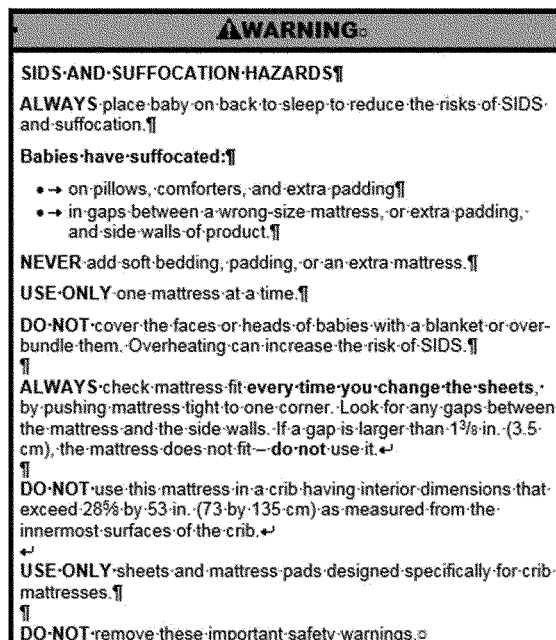 ⚠WARNING
SIDS AND SUFFOCATION HAZARDS¶
ALWAYS place baby on back to sleep to reduce the risks of SIDS
and suffocation.¶
Babies have suffocated:¶
•→ on pillows, comforters, and extra padding¶
•→ in gaps between a wrong-size mattress, or extra padding,
and side walls of product.¶
NEVER add soft bedding, padding, or an extra mattress.¶
USE ONLY one mattress at a time.¶
DO NOT cover the faces or heads of babies with a blanket or over-
bundle them. Overheating can increase the risk of SIDS.¶
¶
ALWAYS check mattress fit every time you change the sheets,
by pushing mattress tight to one corner. Look for any gaps between
the mattress and the side walls. If a gap is larger than 1³/₈ in. (3.5
cm), the mattress does not fit – do not use it.↵
¶
DO NOT use this mattress in a crib having interior dimensions that
exceed 28⅝ by 53 in. (73 by 135 cm) as measured from the
innermost surfaces of the crib.↵
↵
USE ONLY sheets and mattress pads designed specifically for crib
mattresses.¶
¶
DO NOT remove these important safety warnings.¤